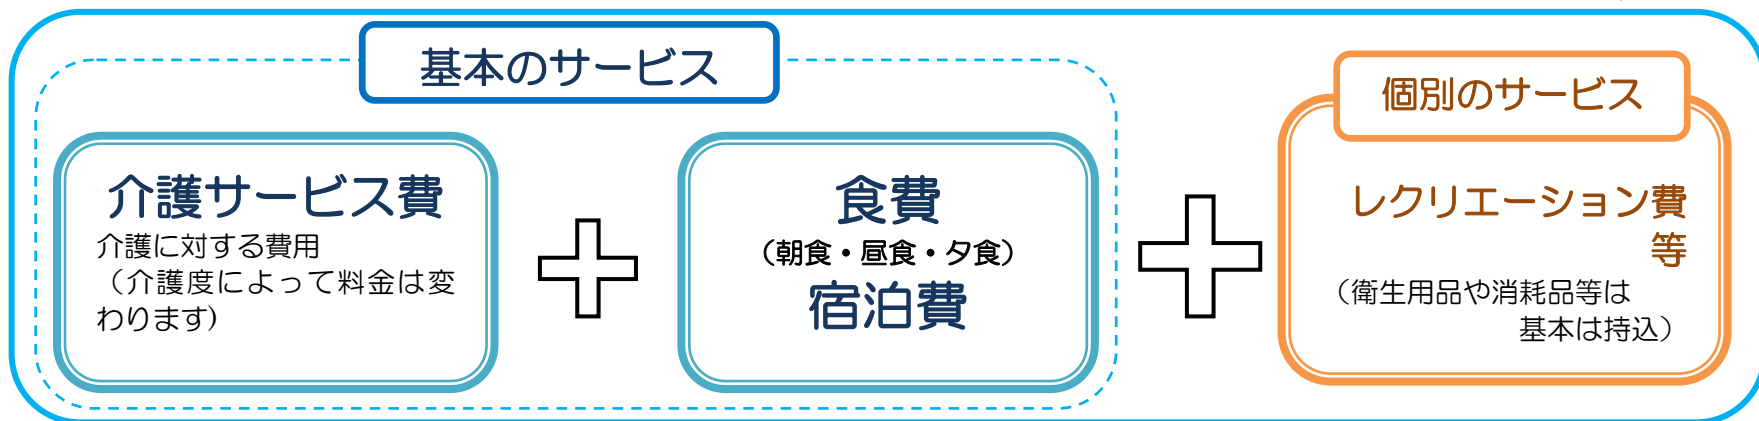 基本のサービス
介護サービス費
介護に対する費用
（介護度によって料金は変
わります)
食費
（朝食・昼食・夕食）
宿泊費
個別のサービス
レクリエーション費
等
（衛生用品や消耗品等は
基本は持込）